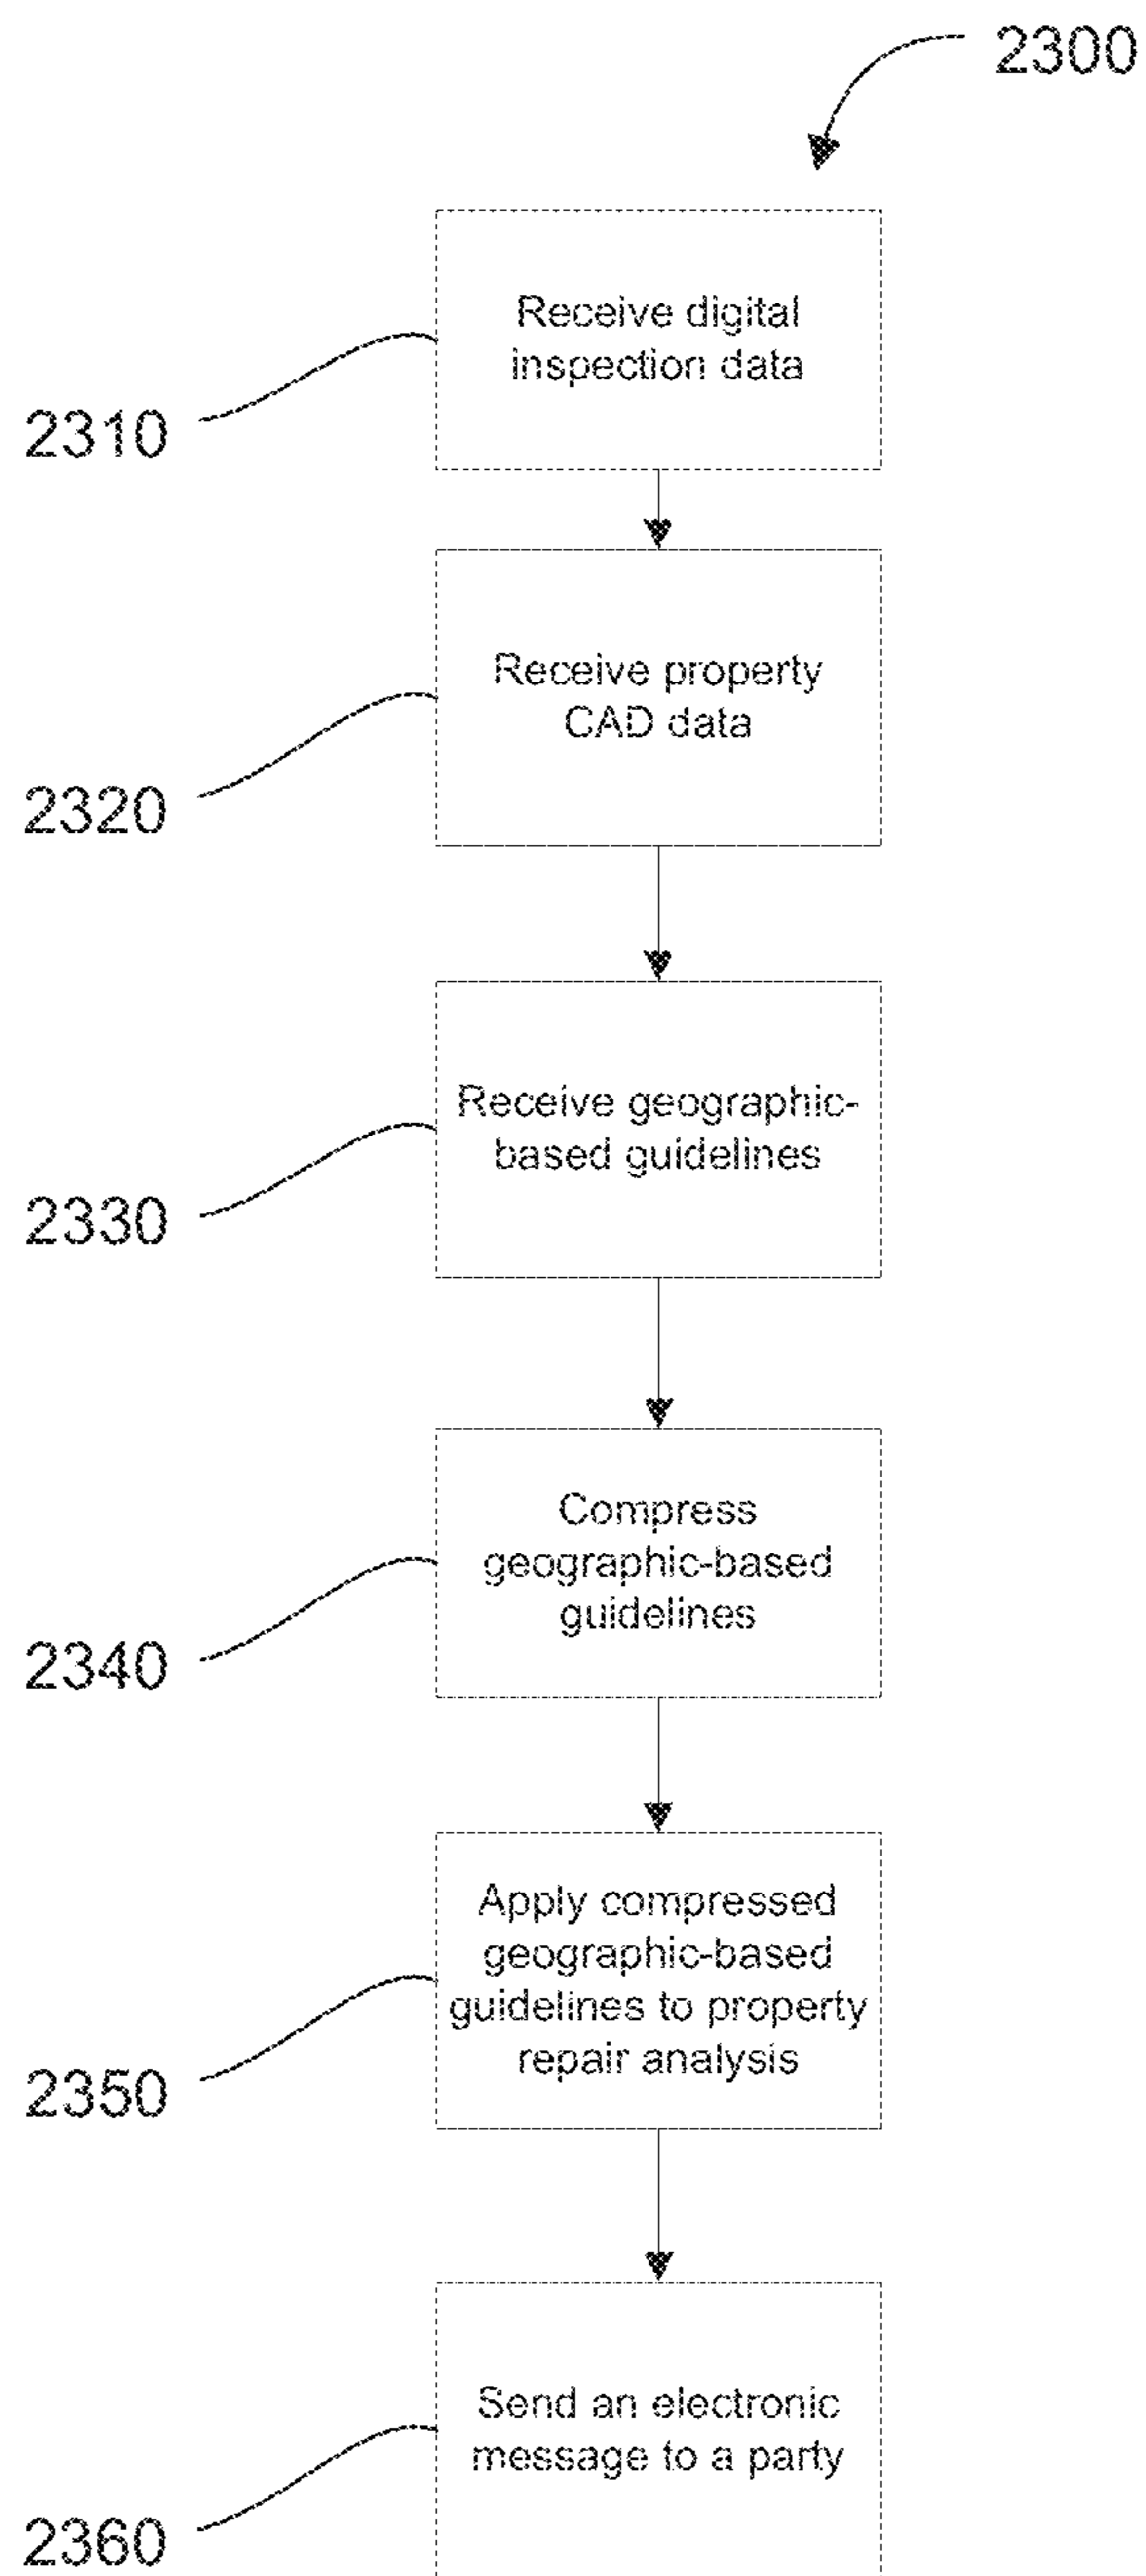 2300
Receive digital
inspection data
2310
Receive property
CAD data
2320
Receive geographic-
based guidelines
2330
Compress
geographic-based
guidelines
2340
Apply compressed
geographic-based
guidelines to property
repair analysis
2350
Send an electronic
message to a party
2360